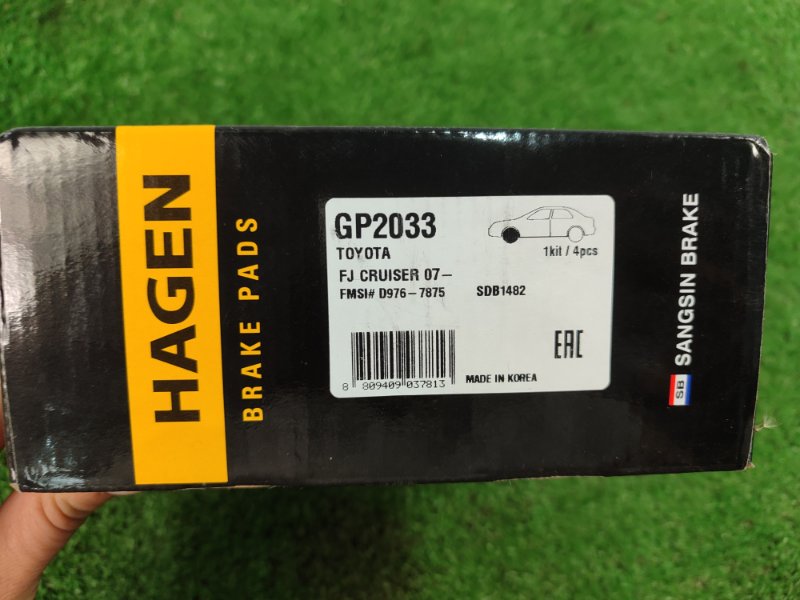 HAGEN
BRAKE PADS
GP2033
TOYOTA
1kit / 4pcs
FJ CRUISER 07-
FMSI# D976-7875 SDB1482
EAC
8 809409 037813
MADE IN KOREA
SB SANGSIN BRAKE